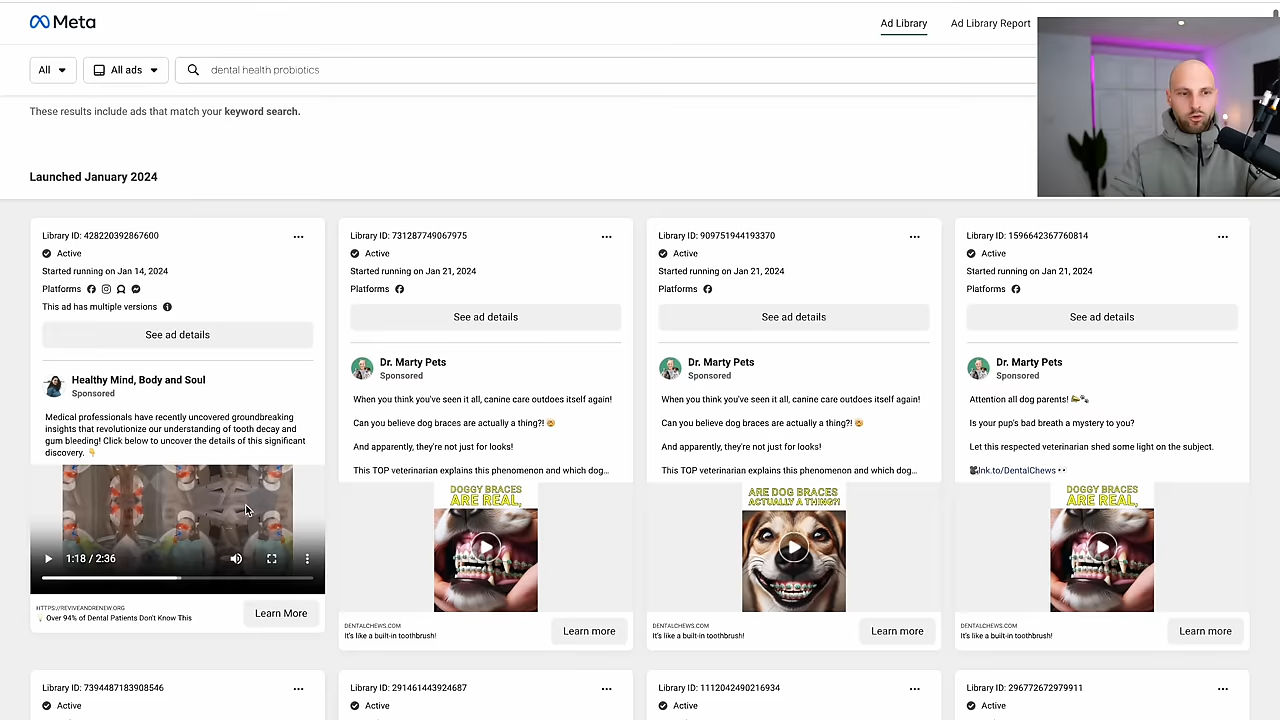 Meta
Ad Library
Ad Library Report
All
All ads
dental health probiotics
These results include ads that match your keyword search.
Launched January 2024
Library ID: 428220392867600
Active
Started running on Jan 14, 2024
Platforms
This ad has multiple versions
See ad details
Healthy Mind, Body and Soul
Sponsored
Medical professionals have recently uncovered groundbreaking
insights that revolutionize our understanding of tooth decay and
gum bleeding! Click below to uncover the details of this significant
discovery. 👇
1:18 / 2:36
HTTPS://REVIVEANDRENEW.ORG
💡 Over 94% of Dental Patients Don't Know This
Learn More
Library ID: 731287749067975
Active
Started running on Jan 21, 2024
Platforms
See ad details
Dr. Marty Pets
Sponsored
When you think you've seen it all, canine care outdoes itself again!
Can you believe dog braces are actually a thing?! 🤯
And apparently, they're not just for looks!
This TOP veterinarian explains this phenomenon and which dog...
DOGGY BRACES
ARE REAL,
DENTALCHEWS.COM
It's like a built-in toothbrush!
Learn more
Library ID: 909751944193370
Active
Started running on Jan 21, 2024
Platforms
See ad details
Dr. Marty Pets
Sponsored
When you think you've seen it all, canine care outdoes itself again!
Can you believe dog braces are actually a thing?! 🤯
And apparently, they're not just for looks!
This TOP veterinarian explains this phenomenon and which dog...
ARE DOG BRACES
ACTUALLY A THING?!
DENTALCHEWS.COM
It's like a built-in toothbrush!
Learn more
Library ID: 1596642367760814
Active
Started running on Jan 21, 2024
Platforms
See ad details
Dr. Marty Pets
Sponsored
Attention all dog parents! 🐊🐾
Is your pup's bad breath a mystery to you?
Let this respected veterinarian shed some light on the subject.
lnk.to/DentalChews 👀
DOGGY BRACES
ARE REAL,
DENTALCHEWS.COM
It's like a built-in toothbrush!
Learn more
Library ID: 7394487183908546
Active
Library ID: 291461443924687
Active
Library ID: 1112042490216934
Active
Library ID: 296772672979911
Active